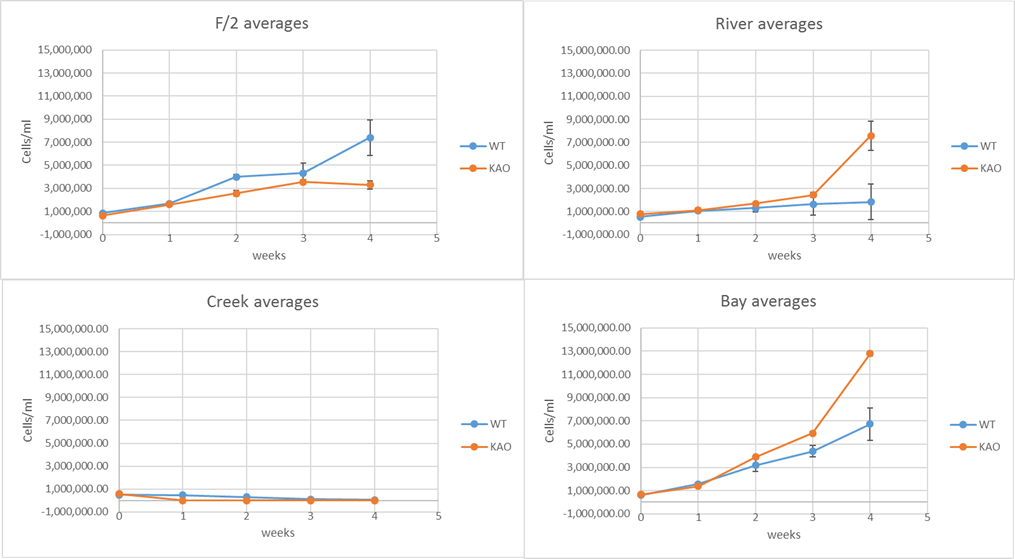 F/2 averages
15,000,000
13,000,000
11,000,000
9,000,000
7,000,000
5,000,000
3,000,000
1,000,000
-1,000,000
0 1 2 3 4 5
Cells/ml
weeks
WT
KAO
River averages
15,000,000.00
13,000,000.00
11,000,000.00
9,000,000.00
7,000,000.00
5,000,000.00
3,000,000.00
1,000,000.00
-1,000,000.00
0 1 2 3 4 5
Cells/ml
weeks
WT
KAO
Creek averages
15,000,000.00
13,000,000.00
11,000,000.00
9,000,000.00
7,000,000.00
5,000,000.00
3,000,000.00
1,000,000.00
-1,000,000.00
0 1 2 3 4 5
Cells/ml
weeks
WT
KAO
Bay averages
15,000,000.00
13,000,000.00
11,000,000.00
9,000,000.00
7,000,000.00
5,000,000.00
3,000,000.00
1,000,000.00
-1,000,000.00
0 1 2 3 4 5
Cells/ml
weeks
WT
KAO